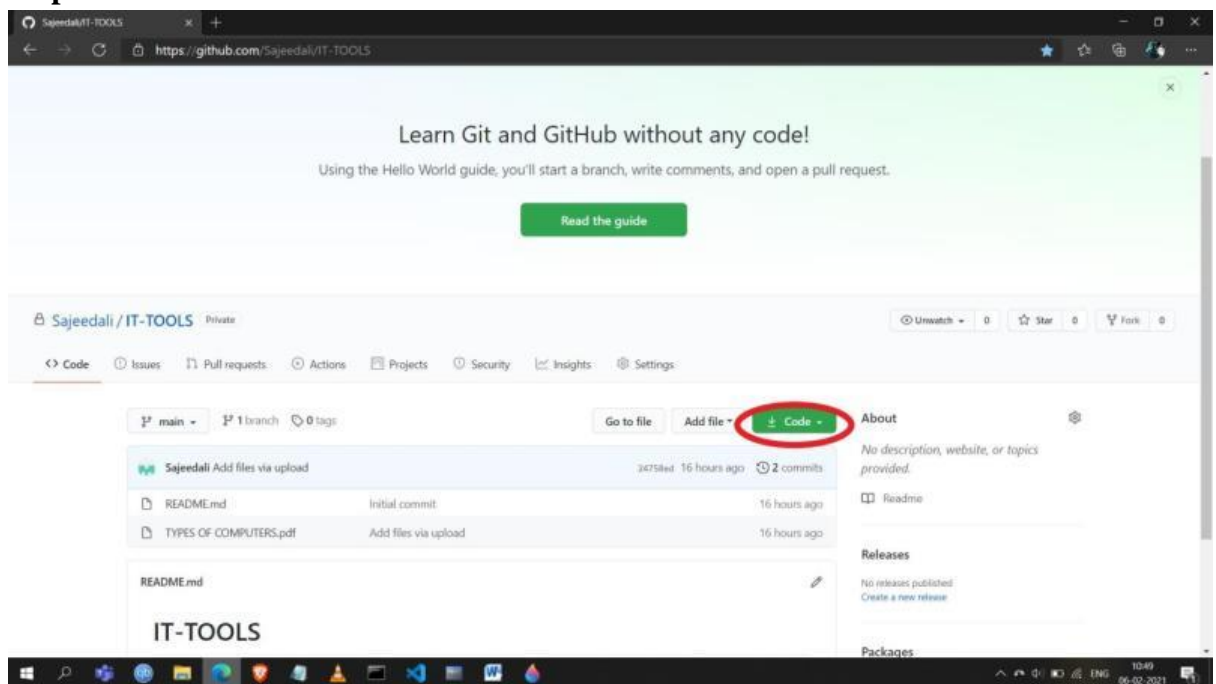 Sajeedali/IT-TOOLS
https://github.com/Sajeedali/IT-TOOLS
Learn Git and GitHub without any code!
Using the Hello World guide, you'll start a branch, write comments, and open a pull request.
Read the guide
Sajeedali / IT-TOOLS Private
Unwatch 0 Star 0 Fork 0
Code Issues Pull requests Actions Projects Security Insights Settings
main 1 branch 0 tags Go to file Add file Code
About
No description, website, or topics provided.
Sajeedali Add files via upload 16 hours ago 2 commits
README.md Initial commit 16 hours ago
Readme
TYPES OF COMPUTERS.pdf Add files via upload 16 hours ago
Releases
README.md
No releases published
Create a new release
IT-TOOLS
Packages
ENG 10:49
06-02-2021